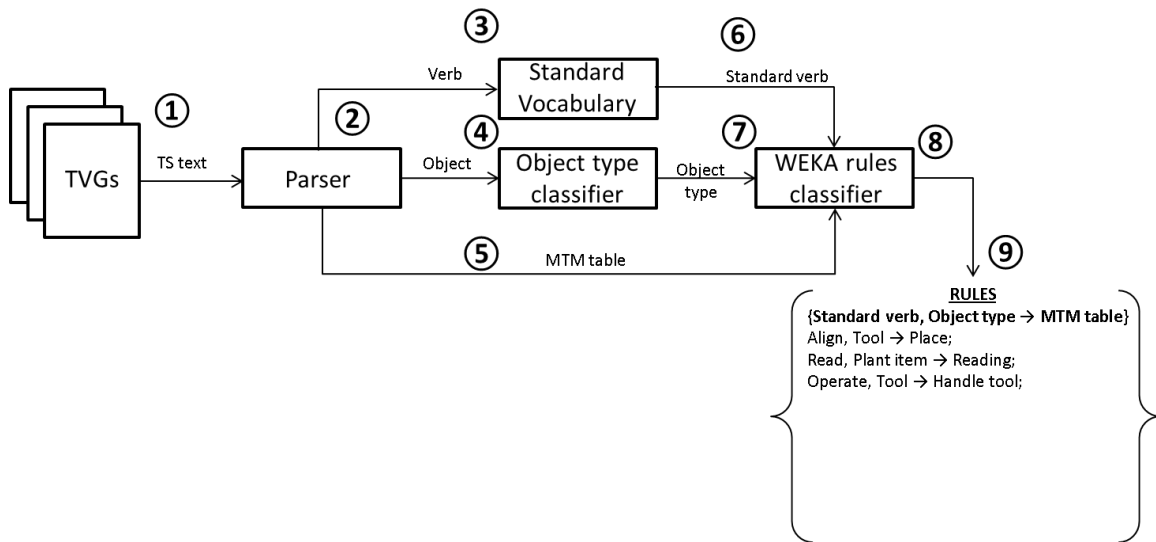 ③
⑥
Verb
Standard
Vocabulary
Standard verb
①
②
④
⑦
⑧
TVGs
TS text
Parser
Object
Object type
classifier
Object
type
WEKA rules
classifier
⑤
MTM table
⑨
RULES
{Standard verb, Object type → MTM table}
Align, Tool → Place;
Read, Plant item → Reading;
Operate, Tool → Handle tool;